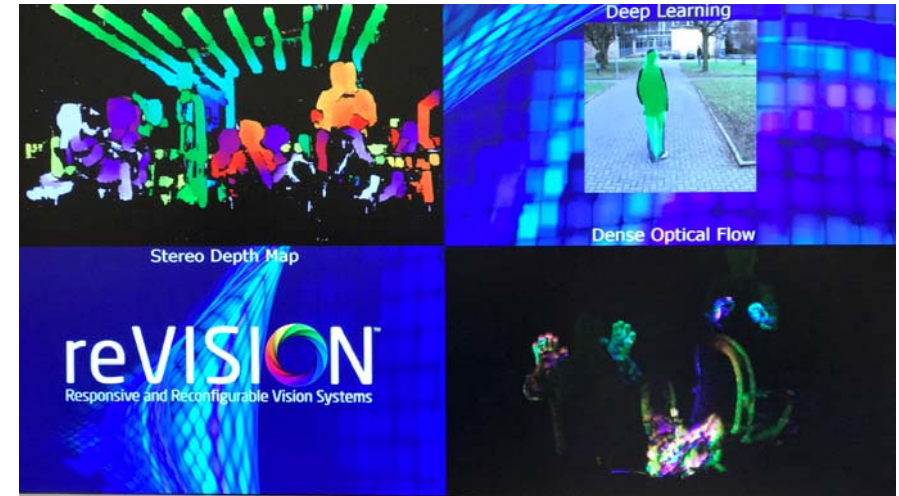 Deep Learning
Dense Optical Flow
Stereo Depth Map
reVISION™
Responsive and Reconfigurable Vision Systems